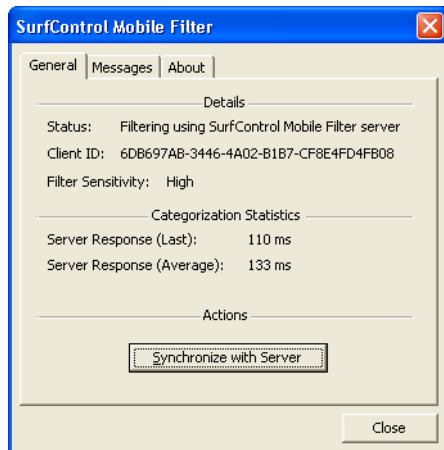 SurfControl Mobile Filter
General Messages About
Details
Status: Filtering using SurfControl Mobile Filter server
Client ID: 6DB697AB-3446-4A02-B1B7-CF8E4FD4FB08
Filter Sensitivity: High
Categorization Statistics
Server Response (Last): 110 ms
Server Response (Average): 133 ms
Actions
Synchronize with Server
Close